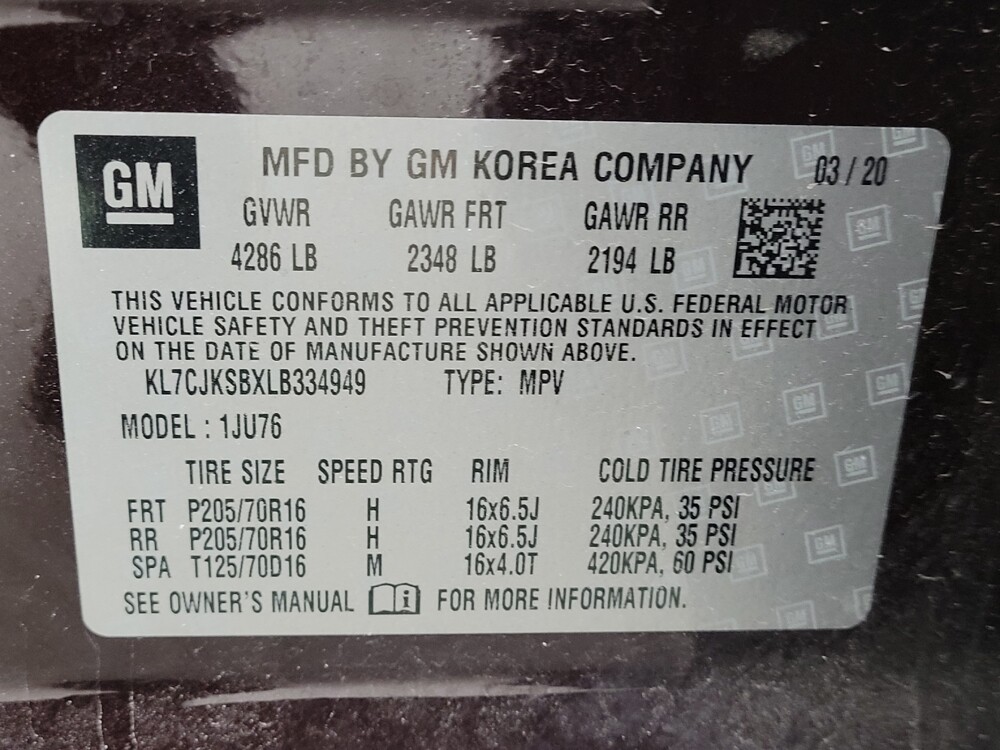 GM
MFD BY GM KOREA COMPANY 03 / 20
GVWR GAWR FRT GAWR RR
4286 LB 2348 LB 2194 LB
THIS VEHICLE CONFORMS TO ALL APPLICABLE U.S. FEDERAL MOTOR
VEHICLE SAFETY AND THEFT PREVENTION STANDARDS IN EFFECT
ON THE DATE OF MANUFACTURE SHOWN ABOVE.
KL7CJKSBXLB334949 TYPE: MPV
MODEL : 1JU76
TIRE SIZE SPEED RTG RIM COLD TIRE PRESSURE
FRT P205/70R16 H 16x6.5J 240KPA, 35 PSI
RR P205/70R16 H 16x6.5J 240KPA, 35 PSI
SPA T125/70D16 M 16x4.0T 420KPA, 60 PSI
SEE OWNER'S MANUAL i FOR MORE INFORMATION.